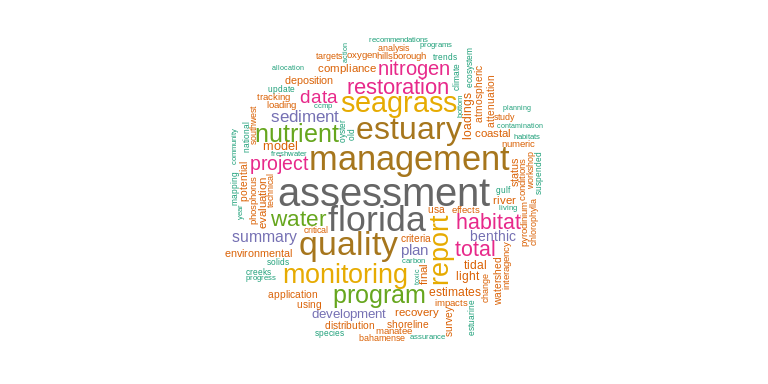 recommendations
action
analysis
programs
targets
oxygen
hillsborough
trends
allocation
compliance
nitrogen
climate
ecosystem
deposition
restoration
atmospheric
update
tracking
data
seagrass
loadings
attenuation
bottom
planning
loading
ccmp
sediment
oyster
old
estuary
study
contamination
southwest
national
nutrient
coastal
habitats
community
model
freshwater
management
numeric
workshop
suspended
project
status
conditions
mapping
potential
evaluation
technical
phosphorus
assessment
gulf
year
florida
usa
effects
river
living
pyrodinium
chlorophylla
water
critical
habitat
summary
quality
criteria
report
benthic
environmental
plan
total
interagency
solids
carbon
creeks
progress
monitoring
toxic
final
tidal
light
change
watershed
application
program
estimates
using
impacts
development
recovery
survey
estuarine
distribution
shoreline
species
manatee
bahamense
assurance